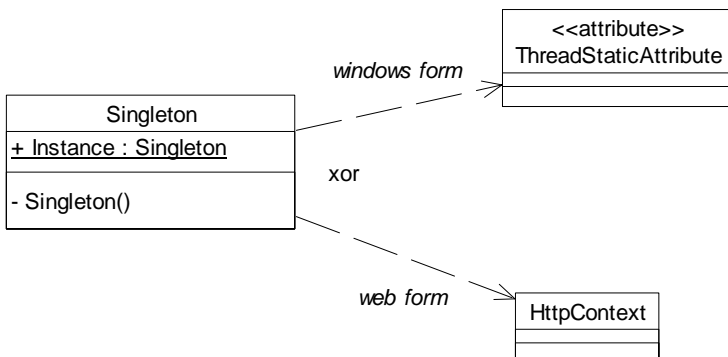 <<attribute>>
ThreadStaticAttribute
windows form
Singleton
+ Instance : Singleton
- Singleton()
xor
web form
HttpContext